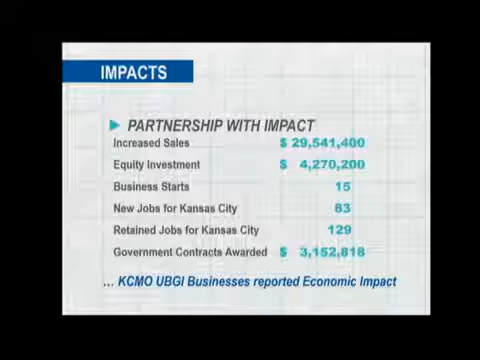 IMPACTS
PARTNERSHIP WITH IMPACT
Increased Sales $ 29,541,400
Equity Investment $ 4,270,200
Business Starts 15
New Jobs for Kansas City 83
Retained Jobs for Kansas City 129
Government Contracts Awarded $ 3,152,818
... KCMO UBGI Businesses reported Economic Impact